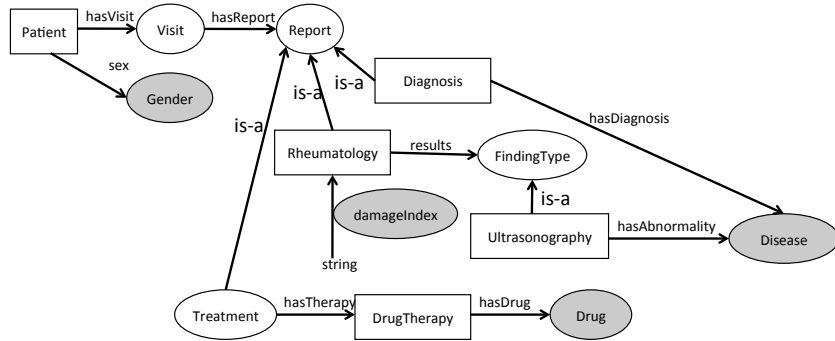 hasVisit
hasReport
Patient
Visit
Report
sex
is-a
is-a
Diagnosis
Gender
is-a
hasDiagnosis
Rheumatology
results
FindingType
is-a
damageIndex
Ultrasonography
hasAbnormality
Disease
string
hasTherapy
hasDrug
Treatment
DrugTherapy
Drug